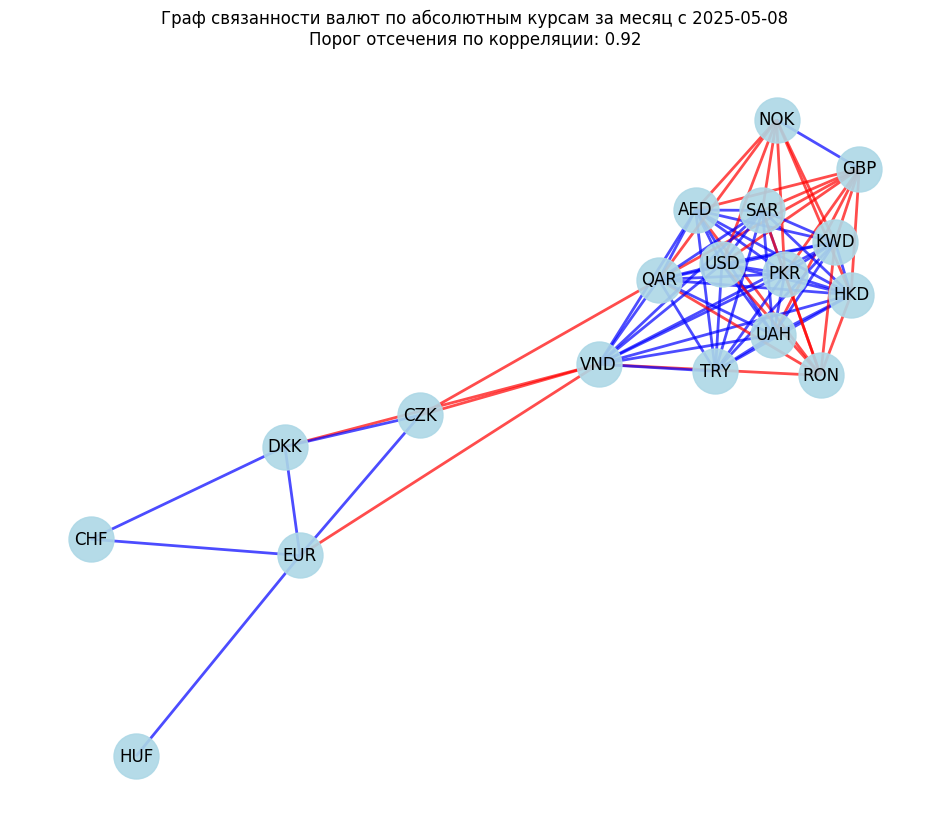 Граф связанности валют по абсолютным курсам за месяц с 2025-05-08
Порог отсечения по корреляции: 0.92
NOK
GBP
AED
SAR
KWD
USD
PKR
QAR
HKD
UAH
VND
TRY
RON
CZK
DKK
CHF
EUR
HUF